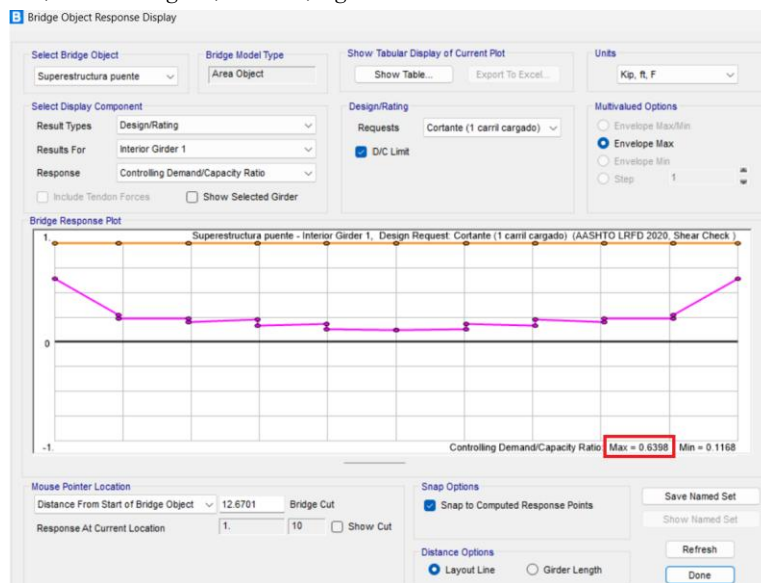 Bridge Object Response Display
Select Bridge Object
Superestructura puente
Bridge Model Type
Area Object
Show Tabular Display of Current Plot
Show Table...
Export To Excel...
Units
Kip, ft, F
Select Display Component
Result Types
Design/Rating
Results For
Interior Girder 1
Response
Controlling Demand/Capacity Ratio
Include Tendon Forces
Show Selected Girder
Design/Rating
Requests
Cortante (1 carril cargado)
D/C Limit
Multivalued Options
Envelope Max/Min
Envelope Max
Envelope Min
Step
1
Bridge Response Plot
1.
Superestructura puente - Interior Girder 1, Design Request: Cortante (1 carril cargado) (AASHTO LRFD 2020, Shear Check )
0
-1.
Controlling Demand/Capacity Ratio
Max = 0.6398
Min = 0.1168
Mouse Pointer Location
Distance From Start of Bridge Object
12.6701
Bridge Cut
Response At Current Location
1.
10
Show Cut
Snap Options
Snap to Computed Response Points
Distance Options
Layout Line
Girder Length
Save Named Set
Show Named Set
Refresh
Done